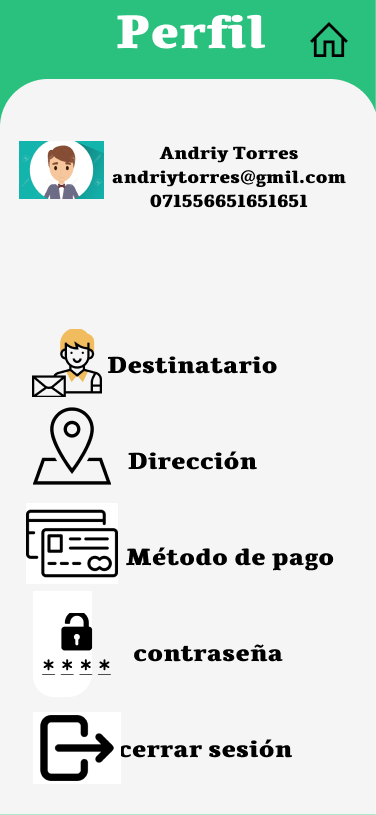 Perfil
Andriy Torres
andriytorres@gmil.com
071556651651651
Destinatario
Dirección
Método de pago
* * * *
contraseña
cerrar sesión